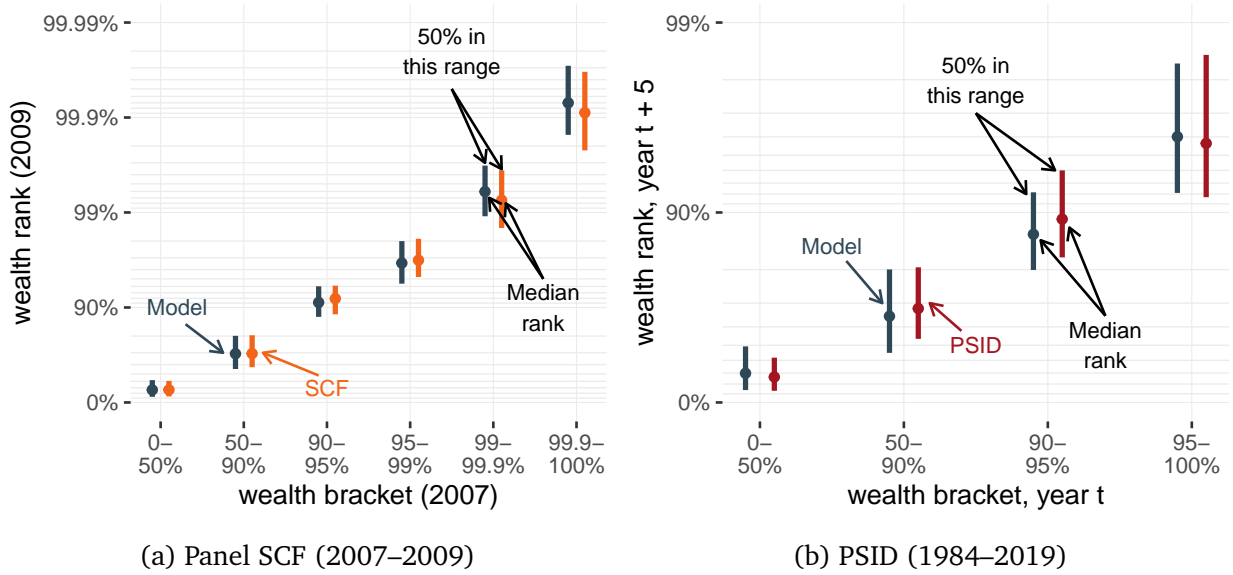 99.99%
99.9%
99%
90%
0%
wealth rank (2009)
50% in
this range
Model
SCF
Median
rank
0–
50%
50–
90%
90–
95%
95–
99%
99–
99.9%
99.9–
100%
wealth bracket (2007)
(a) Panel SCF (2007–2009)
99%
90%
0%
wealth rank, year t + 5
50% in
this range
Model
PSID
Median
rank
0–
50%
50–
90%
90–
95%
95–
100%
wealth bracket, year t
(b) PSID (1984–2019)